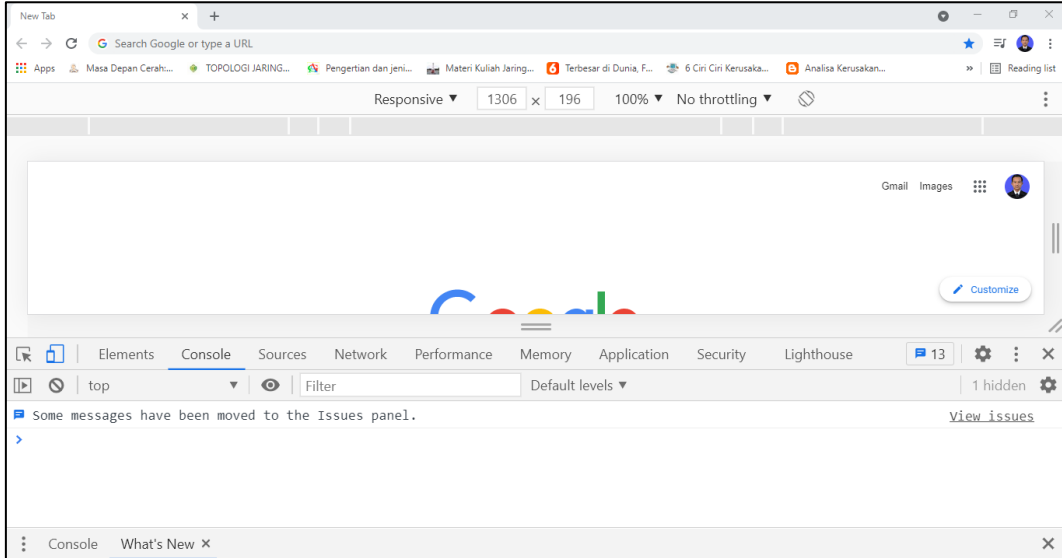 New Tab
Search Google or type a URL
Apps Masa Depan Cerah:... TOPOLOGI JARING... Pengertian dan jeni... Materi Kuliah Jaring... Terbesar di Dunia, F... 6 Ciri Ciri Kerusaka... Analisa Kerusakan... » Reading list
Responsive ▼ 1306 × 196 100% ▼ No throttling ▼
Gmail Images
Customize
Google
Elements Console Sources Network Performance Memory Application Security Lighthouse 13
top ▼ Filter Default levels ▼ 1 hidden
Some messages have been moved to the Issues panel. View issues
>
Console What's New ×